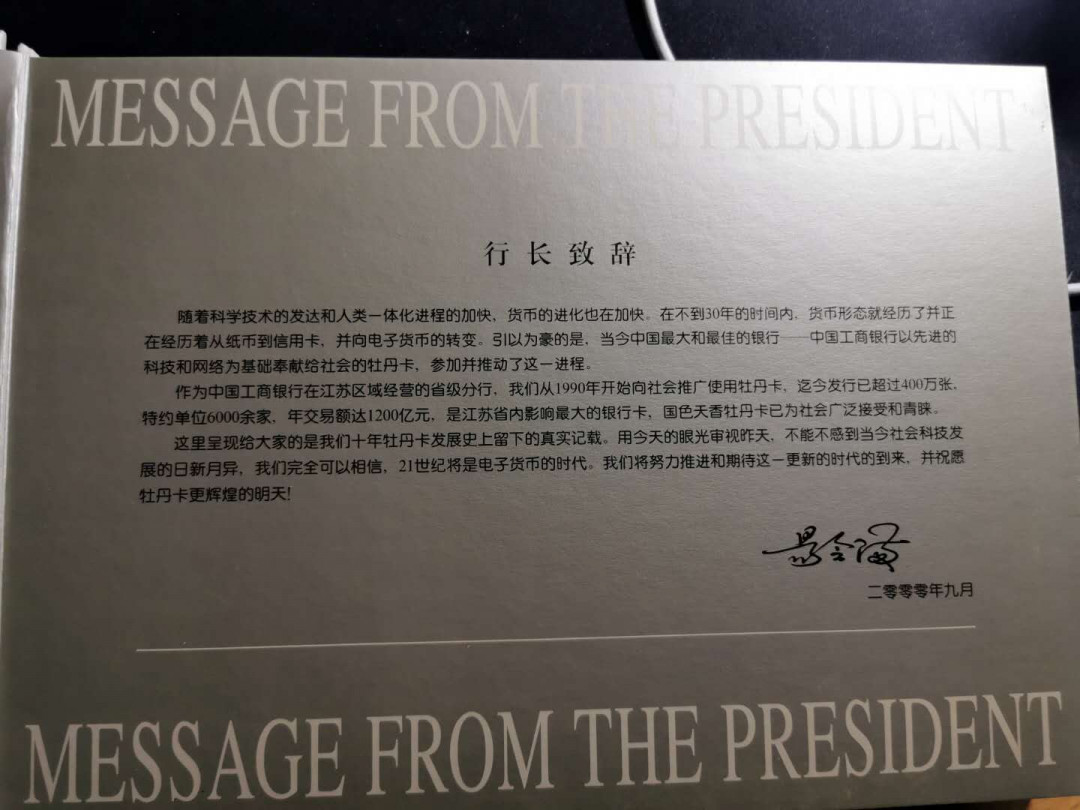 MESSAGE FROM THE PRESIDENT
行长致辞
随着科学技术的发达和人类一体化进程的加快，货币的进化也在加快。在不到30年的时间内，货币形态就经历了并正
在经历着从纸币到信用卡，并向电子货币的转变。引以为豪的是，当今中国最大和最佳的银行——中国工商银行以先进的
科技和网络为基础奉献给社会的牡丹卡，参加并推动了这一进程。
作为中国工商银行在江苏区域经营的省级分行，我们从1990年开始向社会推广使用牡丹卡，迄今发行已超过400万张，
特约单位6000余家，年交易额达1200亿元，是江苏省内影响最大的银行卡，国色天香牡丹卡已为社会广泛接受和青睐。
这里呈现给大家的是我们十年牡丹卡发展史上留下的真实记载。用今天的眼光审视昨天，不能不感到当今社会科技发
展的日新月异，我们完全可以相信，21世纪将是电子货币的时代。我们将努力推进和期待这一更新的时代的到来，并祝愿
牡丹卡更辉煌的明天!
二零零零年九月
MESSAGE FROM THE PRESIDENT